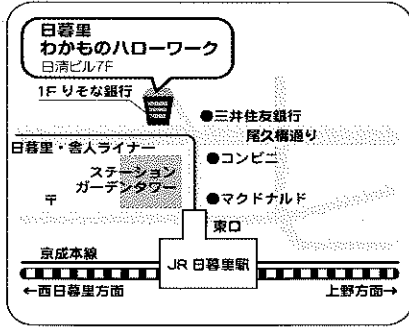 日暮里
わかものハローワーク
日清ビル7F
1F りそな銀行
●三井住友銀行
尾久橋通り
日暮里・舎人ライナー
●コンビニ
ステーション
ガーデンタワー
〒
●マクドナルド
東口
京成本線
JR 日暮里駅
←西日暮里方面
上野方面→